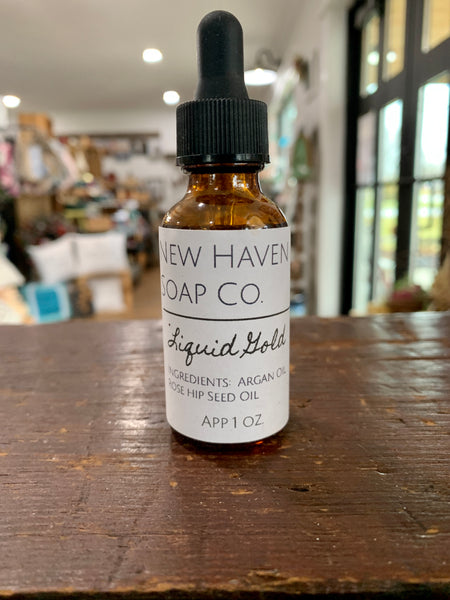 NEW HAVEN
SOAP CO.
"Liquid Gold
INGREDIENTS: ARGAN OIL
ROSE HIP SEED OIL
APP 1 OZ.